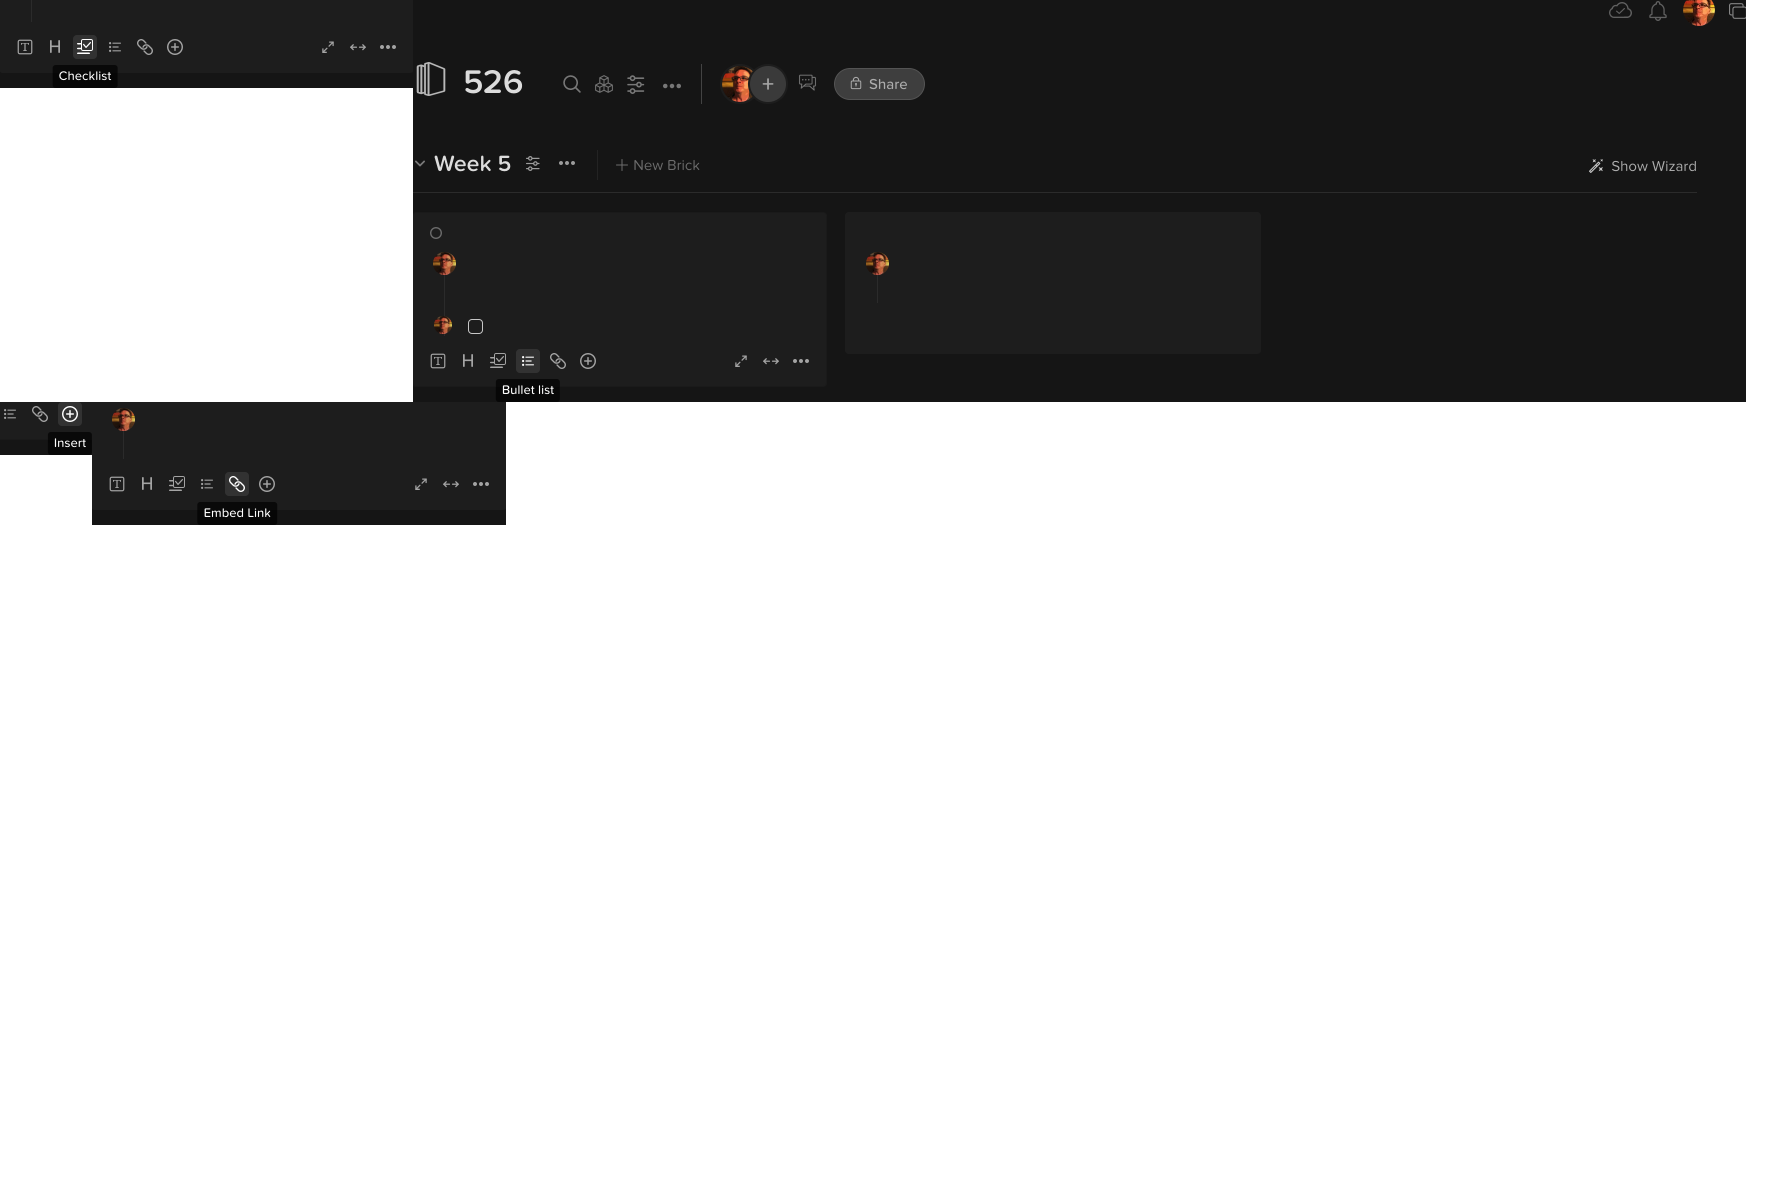 Checklist
526
Share
Week 5
New Brick
Show Wizard
Bullet list
Insert
Embed Link